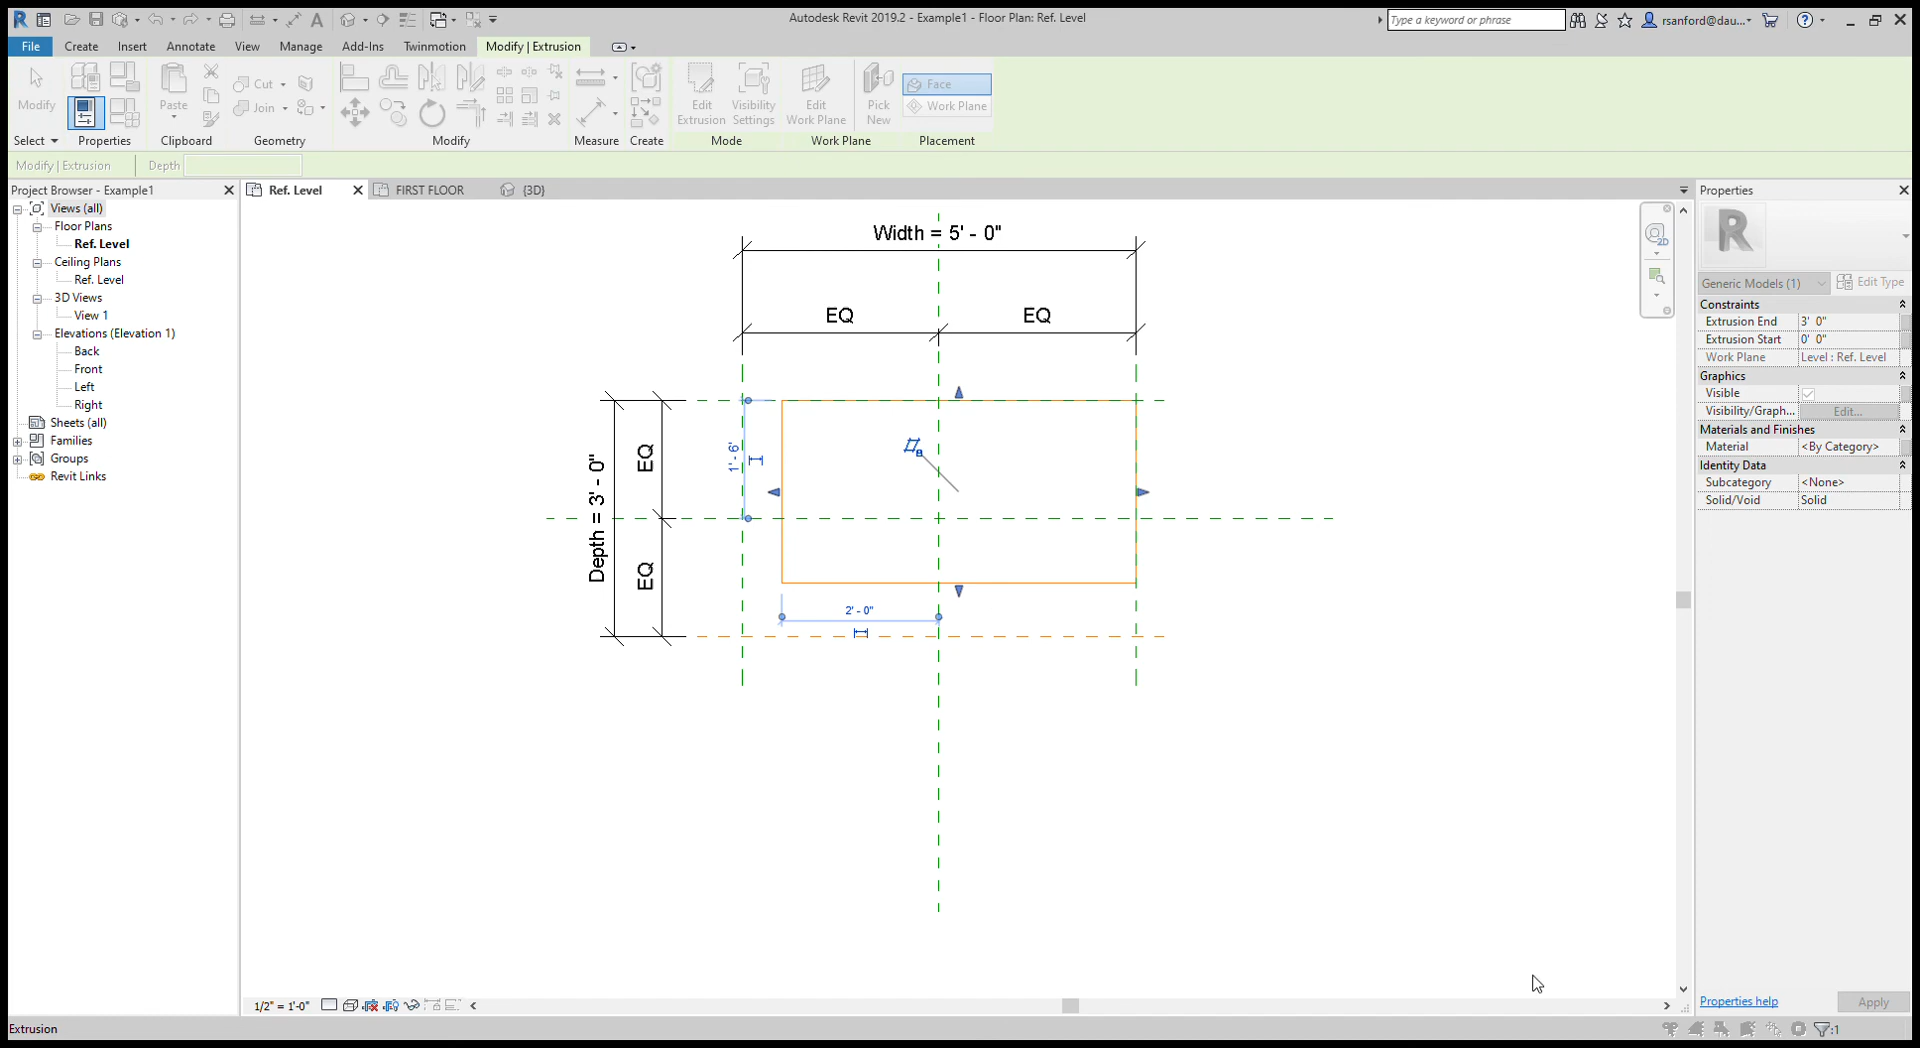 Autodesk Revit 2019.2 - Example1 - Floor Plan: Ref. Level
Type a keyword or phrase
rsanford@dau...
File
Create
Insert
Annotate
View
Manage
Add-Ins
Twinmotion
Modify | Extrusion
Modify
Paste
Cut
Join
Edit
Extrusion
Visibility
Settings
Edit
Work Plane
Pick
New
Face
Work Plane
Select
Properties
Clipboard
Geometry
Modify
Measure
Create
Mode
Work Plane
Placement
Modify | Extrusion
Depth
Project Browser - Example1
Ref. Level
FIRST FLOOR
{3D}
Properties
Views (all)
Floor Plans
Ref. Level
Ceiling Plans
Ref. Level
3D Views
View 1
Elevations (Elevation 1)
Back
Front
Left
Right
Sheets (all)
Families
Groups
Revit Links
Width = 5' - 0"
EQ
EQ
Depth = 3' - 0"
EQ
EQ
1' - 6"
2' - 0"
2D
R
Generic Models (1)
Edit Type
Constraints
Extrusion End 3' 0"
Extrusion Start 0' 0"
Work Plane Level : Ref. Level
Graphics
Visible
Visibility/Graph... Edit...
Materials and Finishes
Material <By Category>
Identity Data
Subcategory <None>
Solid/Void Solid
1/2" = 1'-0"
Properties help
Apply
Extrusion
:1